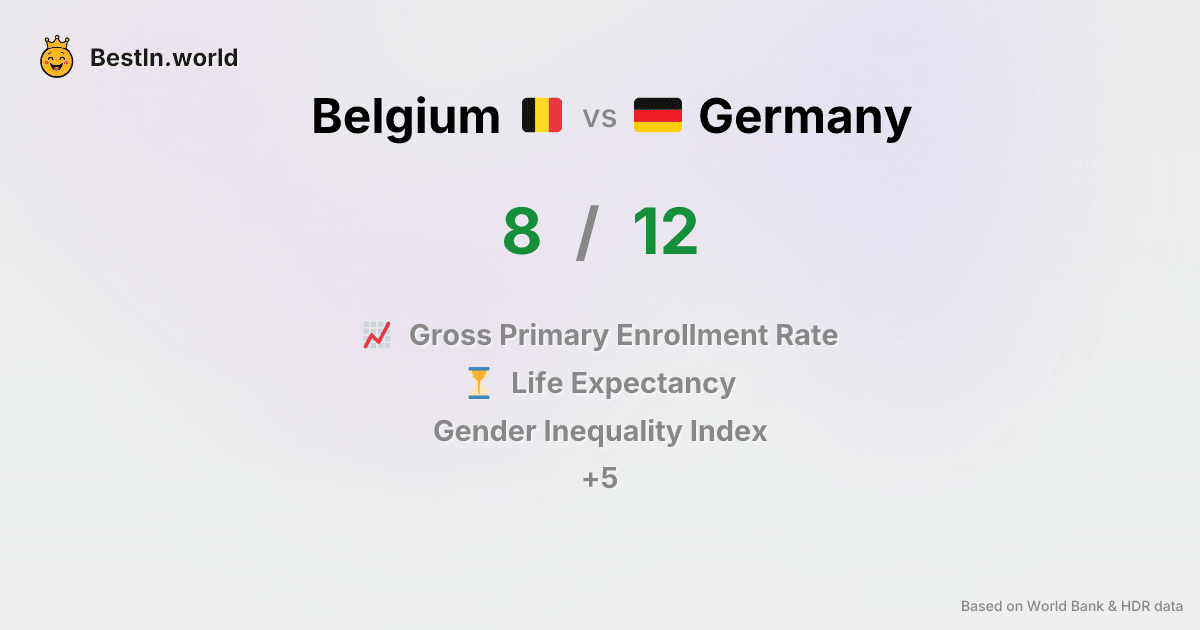 BestIn.world
Belgium vs Germany
8 / 12
Gross Primary Enrollment Rate
Life Expectancy
Gender Inequality Index
+5
Based on World Bank & HDR data